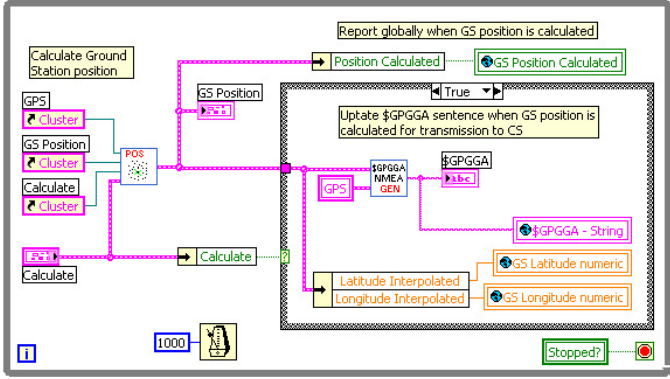 Report globally when GS position is calculated
Calculate Ground
Station position
Position Calculated
GS Position Calculated
True
GPS
Cluster
GS Position
Uptate $GPGGA sentence when GS position is
calculated for transmission to CS
GS Position
Cluster
POS
$GPGGA
NMEA
GEN
$GPGGA
abc
GPS
Calculate
Cluster
$GPGGA - String
Calculate
Calculate
?
GS Latitude numeric
Latitude Interpolated
Longitude Interpolated
GS Longitude numeric
1000
i
Stopped?